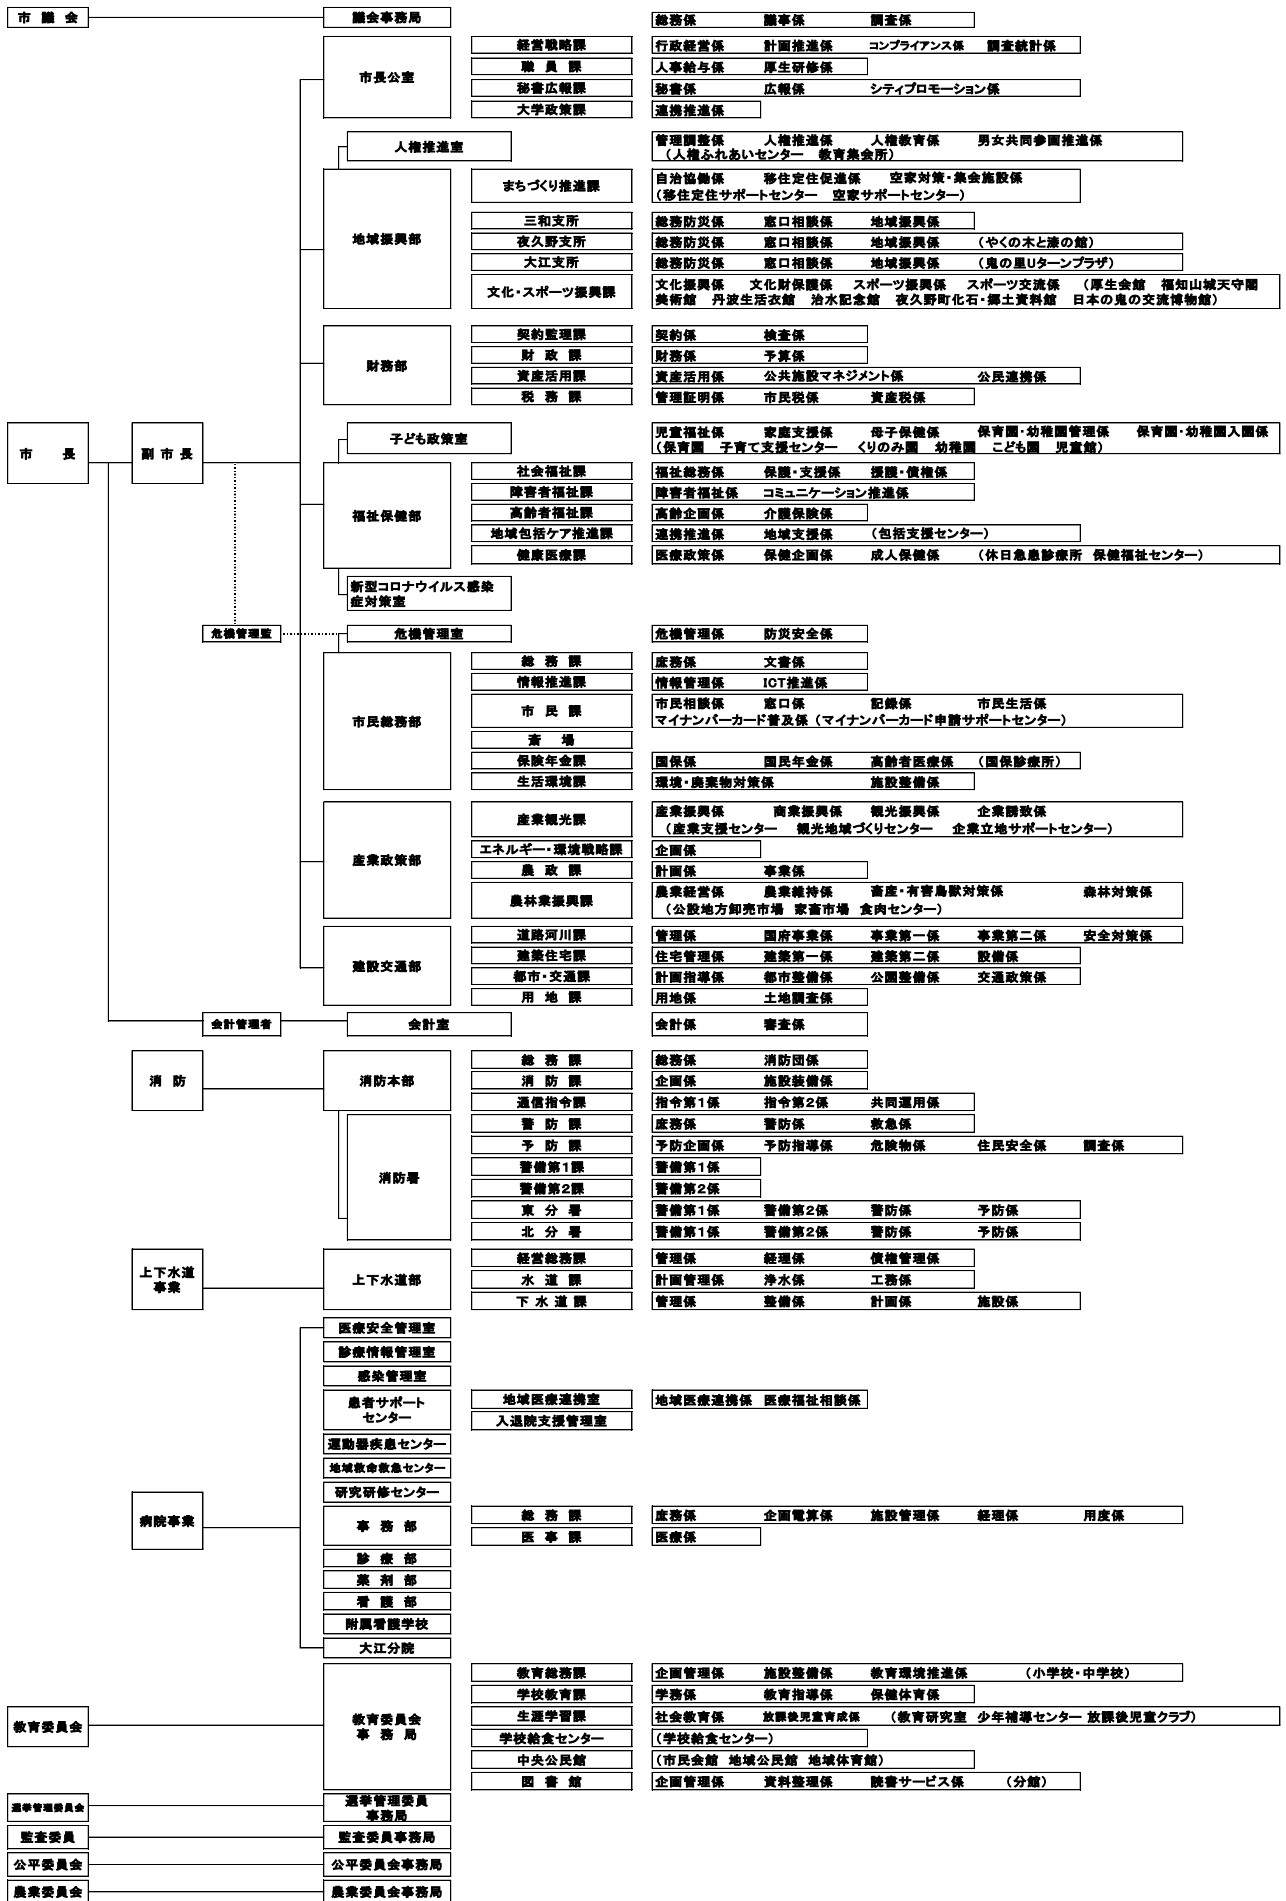 市議会 議会事務局 総務係 議事係 調査係
経営戦略課 行政経営係 計画推進係 コンプライアンス係 調査統計係
職員課 人事給与係 厚生研修係
市長公室
秘書広報課 秘書係 広報係 シティプロモーション係
大学政策課 連携推進係
人権推進室 管理調整係 人権推進係 人権教育係 男女共同参画推進係
(人権ふれあいセンター 教育集会所)
まちづくり推進課 自治協働係 移住定住促進係 空家対策・集会施設係
(移住定住サポートセンター 空家サポートセンター)
三和支所 総務防災係 窓口相談係 地域振興係
地域振興部 夜久野支所 総務防災係 窓口相談係 地域振興係 (やくの木と漆の館)
大江支所 総務防災係 窓口相談係 地域振興係 (鬼の里Uターンプラザ)
文化・スポーツ振興課 文化振興係 文化財保護係 スポーツ振興係 スポーツ交流係 (厚生会館 福知山城天守閣
美術館 丹波生活衣館 治水記念館 夜久野町化石・郷土資料館 日本の鬼の交流博物館)
契約監理課 契約係 検査係
財政課 財務係 予算係
財務部
資産活用課 資産活用係 公共施設マネジメント係 公民連携係
税務課 管理証明係 市民税係 資産税係
市長 副市長
子ども政策室 児童福祉係 家庭支援係 母子保健係 保育園・幼稚園管理係 保育園・幼稚園入園係
(保育園 子育て支援センター くりのみ園 幼稚園 こども園 児童館)
社会福祉課 福祉総務係 保護・支援係 援護・債権係
障害者福祉課 障害者福祉係 コミュニケーション推進係
福祉保健部 高齢者福祉課 高齢企画係 介護保険係
地域包括ケア推進課 連携推進係 地域支援係 (包括支援センター)
健康医療課 医療政策係 保健企画係 成人保健係 (休日急患診療所 保健福祉センター)
新型コロナウイルス感染
症対策室
危機管理監 危機管理室 危機管理係 防災安全係
総務課 庶務係 文書係
情報推進課 情報管理係 ICT推進係
市民総務部 市民課 市民相談係 窓口係 記録係 市民生活係
マイナンバーカード普及係(マイナンバーカード申請サポートセンター)
斎場
保険年金課 国保係 国民年金係 高齢者医療係 (国保診療所)
生活環境課 環境・廃棄物対策係 施設整備係
産業観光課 産業振興係 商業振興係 観光振興係 企業誘致係
(産業支援センター 観光地域づくりセンター 企業立地サポートセンター)
エネルギー・環境戦略課 企画係
産業政策部 農政課 計画係 事業係
農林業振興課 農業経営係 農業維持係 畜産・有害鳥獣対策係 森林対策係
(公設地方卸売市場 家畜市場 食肉センター)
道路河川課 管理係 国府事業係 事業第一係 事業第二係 安全対策係
建築住宅課 住宅管理係 建築第一係 建築第二係 設備係
建設交通部
都市・交通課 計画指導係 都市整備係 公園整備係 交通政策係
用地課 用地係 土地調査係
会計管理者 会計室 会計係 審査係
総務課 総務係 消防団係
消防 消防本部 消防課 企画係 施設装備係
通信指令課 指令第1係 指令第2係 共同運用係
警防課 庶務係 警防係 救急係
予防課 予防企画係 予防指導係 危険物係 住民安全係 調査係
消防署 警備第1課 警備第1係
警備第2課 警備第2係
東分署 警備第1係 警備第2係 警防係 予防係
北分署 警備第1係 警備第2係 警防係 予防係
経営総務課 管理係 経理係 債権管理係
上下水道
事業 上下水道部 水道課 計画管理係 浄水係 工務係
下水道課 管理係 整備係 計画係 施設係
医療安全管理室
診療情報管理室
感染管理室
患者サポート
センター 地域医療連携室 地域医療連携係 医療福祉相談係
入退院支援管理室
運動器疾患センター
地域救命救急センター
研究研修センター
病院事業 事務部 総務課 庶務係 企画電算係 施設管理係 経理係 用度係
医事課 医療係
診療部
薬剤部
看護部
附属看護学校
大江分院
教育総務課 企画管理係 施設整備係 教育環境推進係 (小学校・中学校)
学校教育課 学務係 教育指導係 保健体育係
教育委員会 教育委員会
事務局 生涯学習課 社会教育係 放課後児童育成係 (教育研究室 少年補導センター 放課後児童クラブ)
学校給食センター (学校給食センター)
中央公民館 (市民会館 地域公民館 地域体育館)
図書館 企画管理係 資料整理係 読書サービス係 (分館)
選挙管理委員会 選挙管理委員
事務局
監査委員 監査委員事務局
公平委員会 公平委員会事務局
農業委員会 農業委員会事務局